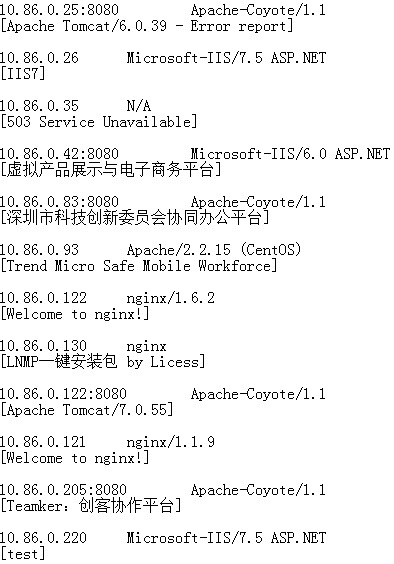 10.86.0.25:8080 Apache-Coyote/1.1
[Apache Tomcat/6.0.39 - Error report]
10.86.0.26 Microsoft-IIS/7.5 ASP.NET
[IIS7]
10.86.0.35 N/A
[503 Service Unavailable]
10.86.0.42:8080 Microsoft-IIS/6.0 ASP.NET
[虚拟产品展示与电子商务平台]
10.86.0.83:8080 Apache-Coyote/1.1
[深圳市科技创新委员会协同办公平台]
10.86.0.93 Apache/2.2.15 (CentOS)
[Trend Micro Safe Mobile Workforce]
10.86.0.122 nginx/1.6.2
[Welcome to nginx!]
10.86.0.130 nginx
[LNMP一键安装包 by Licess]
10.86.0.122:8080 Apache-Coyote/1.1
[Apache Tomcat/7.0.55]
10.86.0.121 nginx/1.1.9
[Welcome to nginx!]
10.86.0.205:8080 Apache-Coyote/1.1
[Teamker：创客协作平台]
10.86.0.220 Microsoft-IIS/7.5 ASP.NET
[test]